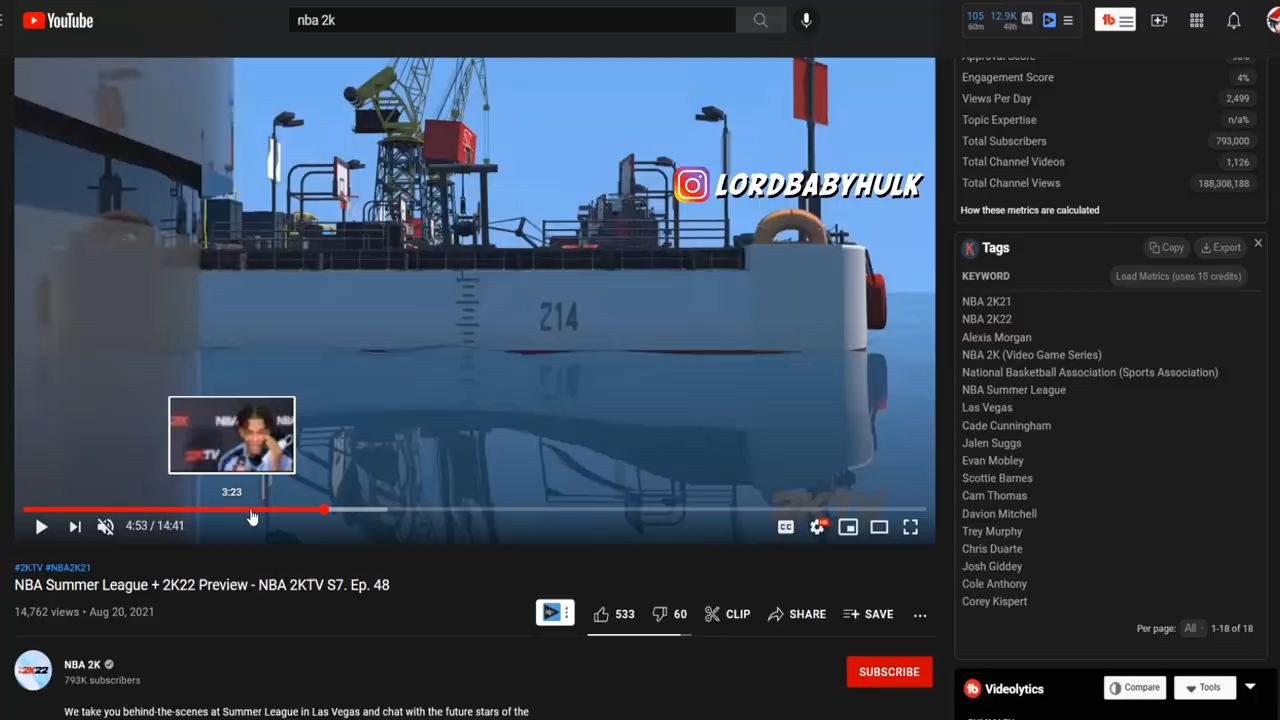 YouTube
nba 2k
105 12.9K
60m 48h
Engagement Score 4%
Views Per Day 2,499
Topic Expertise n/a%
Total Subscribers 793,000
Total Channel Videos 1,126
Total Channel Views 188,308,188
How these metrics are calculated
LORDBABYHULK
214
K Tags Copy Export
KEYWORD Load Metrics (uses 18 credits)
NBA 2K21
NBA 2K22
Alexis Morgan
NBA 2K (Video Game Series)
National Basketball Association (Sports Association)
NBA Summer League
Las Vegas
Cade Cunningham
Jalen Suggs
Evan Mobley
Scottie Barnes
Cam Thomas
Davion Mitchell
Trey Murphy
Chris Duarte
Josh Giddey
Cole Anthony
Corey Kispert
Per page: All 1-18 of 18
2KTV
3:23
4:53 / 14:41
CC HD
#2KTV #NBA2K21
NBA Summer League + 2K22 Preview - NBA 2KTV S7. Ep. 48
14,762 views • Aug 20, 2021
533 60 CLIP SHARE SAVE
2K22 NBA 2K
793K subscribers
SUBSCRIBE
We take you behind-the-scenes at Summer League in Las Vegas and chat with the future stars of the
Videolytics Compare Tools